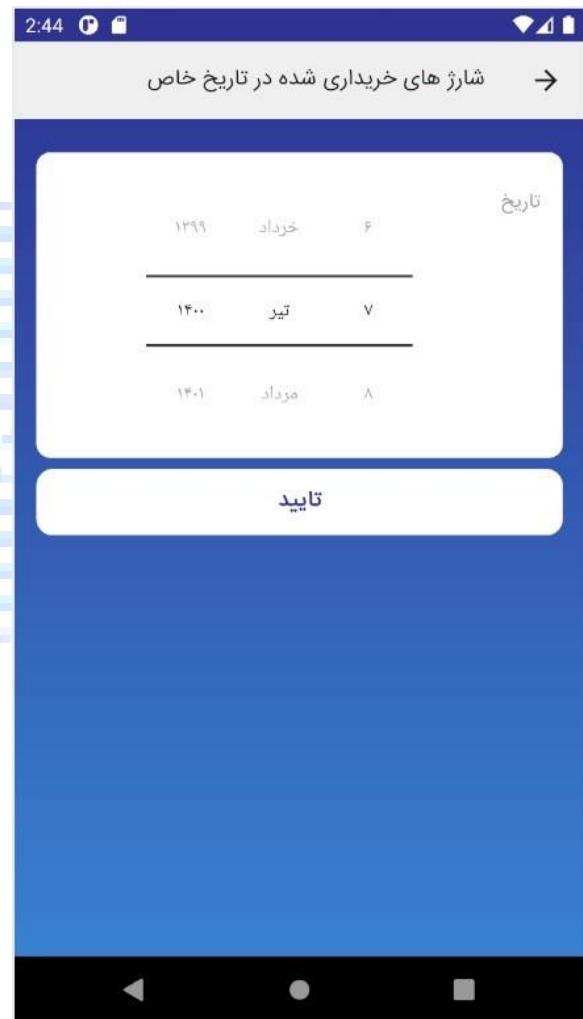 2:44
شارژ های خریداری شده در تاریخ خاص
تاریخ
۶ خرداد ۱۳۹۹
۷ تیر ۱۴۰۰
۸ مرداد ۱۴۰۱
تایید